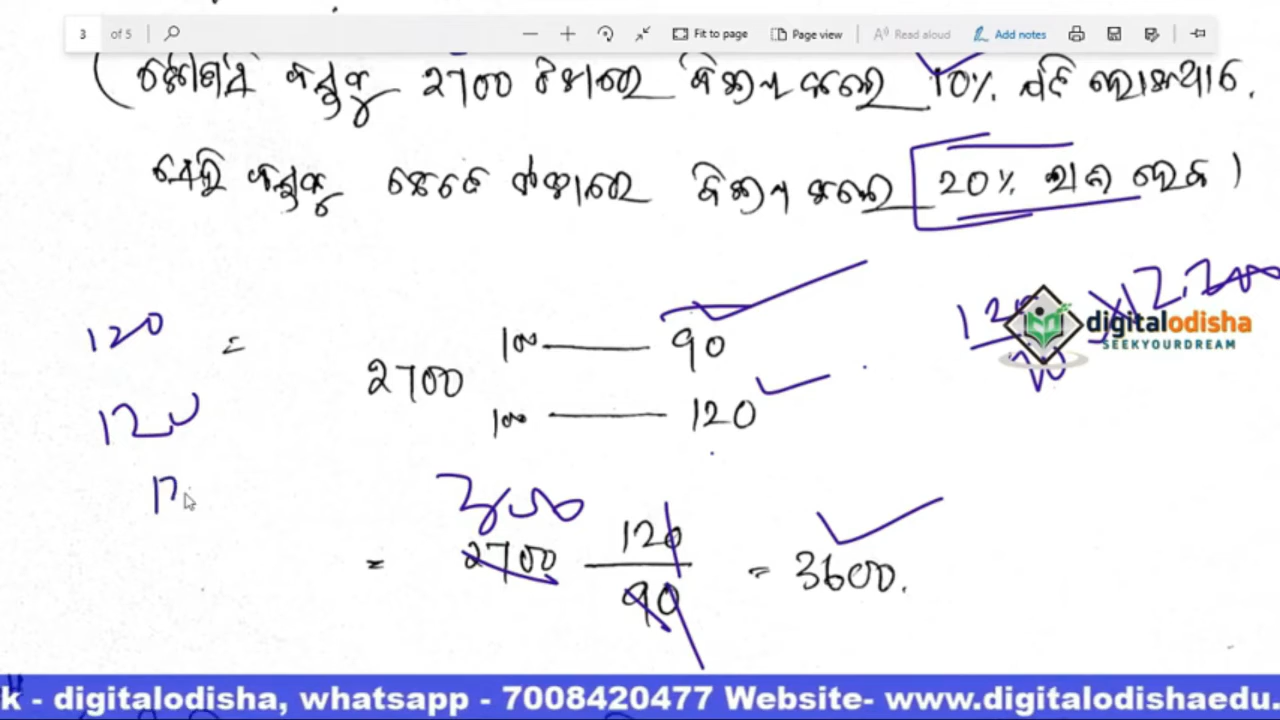 3 of 5 Fit to page Page view Read aloud Add notes
(କୌଣସି ବସ୍ତୁକୁ 2700 ଟଙ୍କାରେ ବିକ୍ରୟ କଲେ 10% କ୍ଷତି ହୋଇଥାଏ.
ସେହି ବସ୍ତୁକୁ କେତେ ଟଙ୍କାରେ ବିକ୍ରୟ କଲେ 20% ଲାଭ ହେବ)
120 = 100 — 90
2700
120 100 — 120
digitalodisha
SEEKYOURDREAM
300
= 2700 120/90 = 3600.
k - digitalodisha, whatsapp - 7008420477 Website- www.digitalodishaedu.